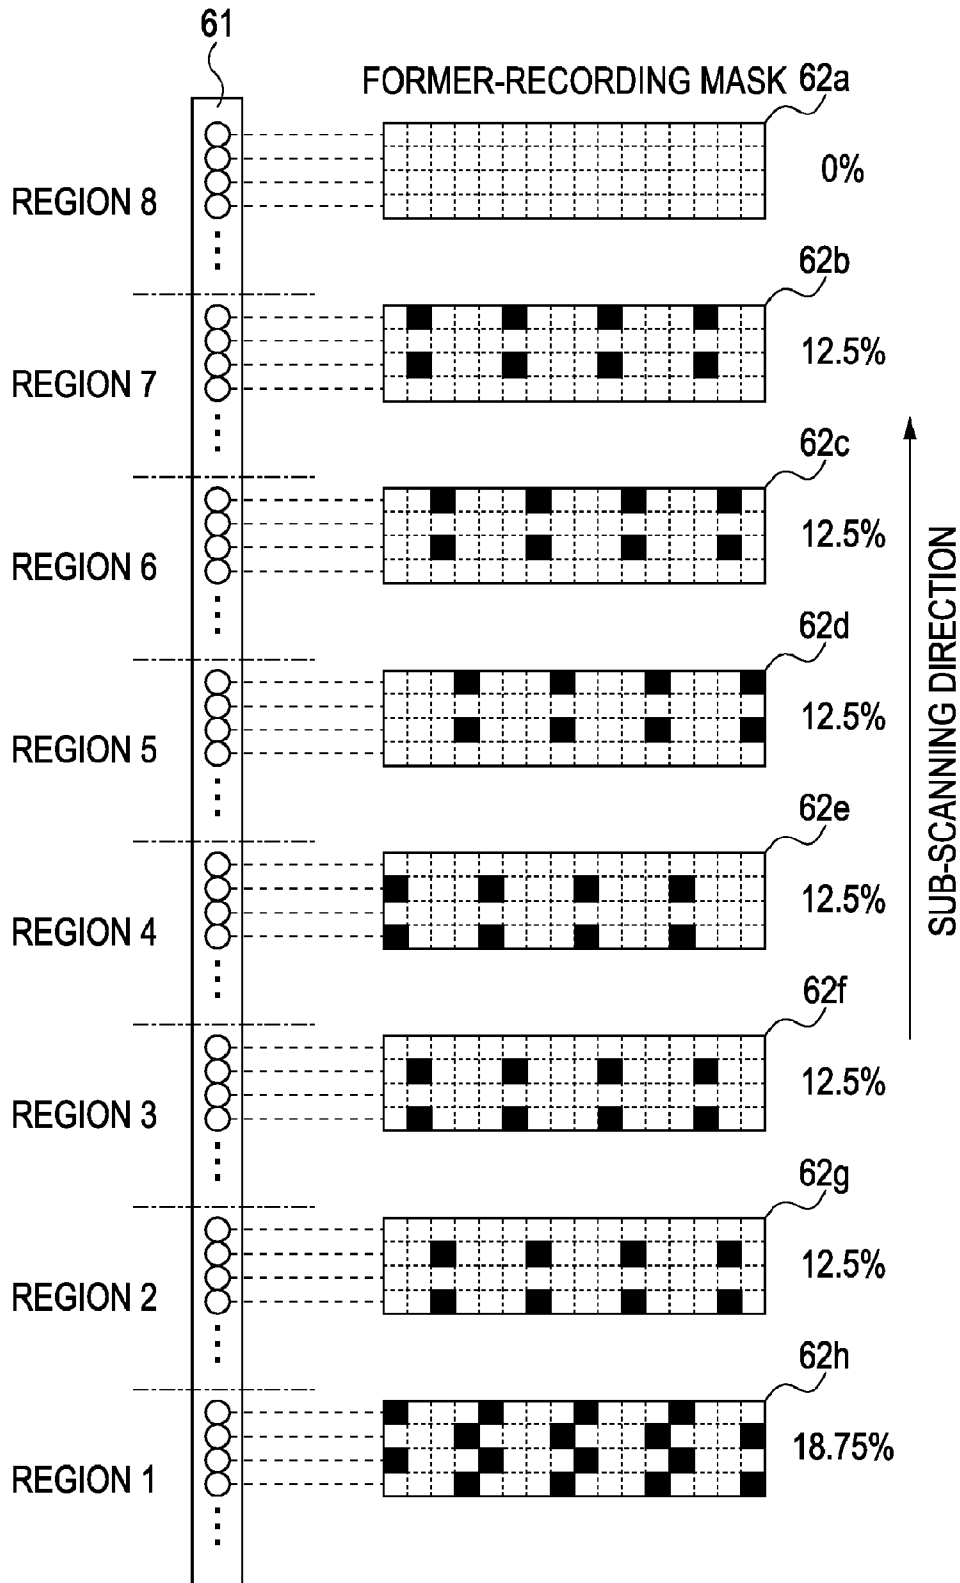 61
FORMER-RECORDING MASK
62a
0%
REGION 8
62b
12.5%
REGION 7
62c
12.5%
REGION 6
62d
12.5%
REGION 5
62e
12.5%
REGION 4
62f
12.5%
REGION 3
62g
12.5%
REGION 2
62h
18.75%
REGION 1
SUB-SCANNING DIRECTION